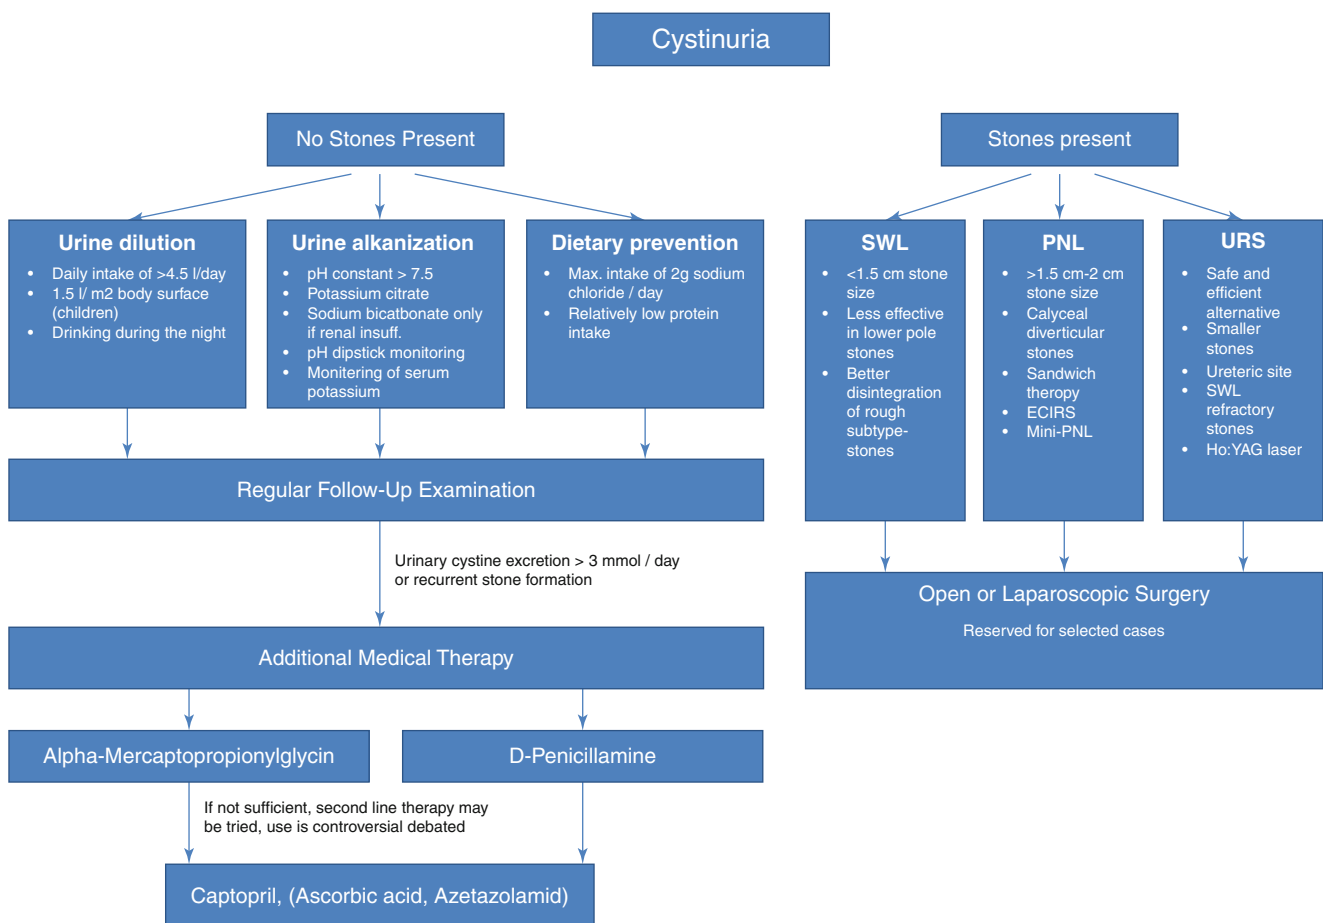 Cystinuria
No Stones Present
Stones present
Urine dilution
• Daily intake of >4.5 l/day
• 1.5 l/ m2 body surface
(children)
• Drinking during the night
Urine alkanization
• pH constant > 7.5
• Potassium citrate
• Sodium bicatbonate only
if renal insuff.
• pH dipstick monitoring
• Monitering of serum
potassium
Dietary prevention
• Max. intake of 2g sodium
chloride / day
• Relatively low protein
intake
SWL
• <1.5 cm stone
size
• Less effective
in lower pole
stones
• Better
disintegration
of rough
subtype-
stones
PNL
• >1.5 cm-2 cm
stone size
• Calyceal
diverticular
stones
• Sandwich
theropy
• ECIRS
• Mini-PNL
URS
• Safe and
efficient
alternative
• Smaller
stones
• Ureteric site
• SWL
refractory
stones
• Ho:YAG laser
Regular Follow-Up Examination
Urinary cystine excretion > 3 mmol / day
or recurrent stone formation
Open or Laparoscopic Surgery
Reserved for selected cases
Additional Medical Therapy
Alpha-Mercaptopropionylglycin
D-Penicillamine
If not sufficient, second line therapy may
be tried, use is controversial debated
Captopril, (Ascorbic acid, Azetazolamid)